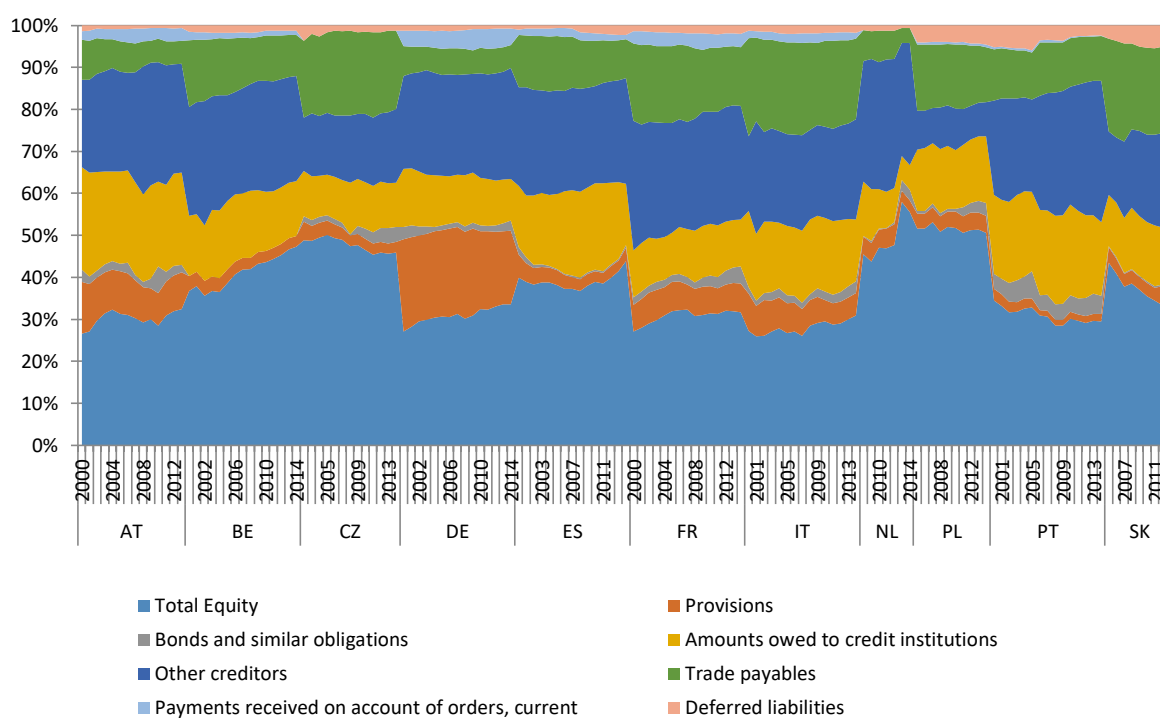 100%
90%
80%
70%
60%
50%
40%
30%
20%
10%
0%
2000 2004 2008 2012 2002 2006 2010 2014 2005 2009 2013 2002 2006 2010 2014 2003 2007 2011 2000 2004 2008 2012 2001 2005 2009 2013 2010 2014 2008 2012 2001 2005 2009 2013 2007 2011
AT BE CZ DE ES FR IT NL PL PT SK
Total Equity Provisions
Bonds and similar obligations Amounts owed to credit institutions
Other creditors Trade payables
Payments received on account of orders, current Deferred liabilities